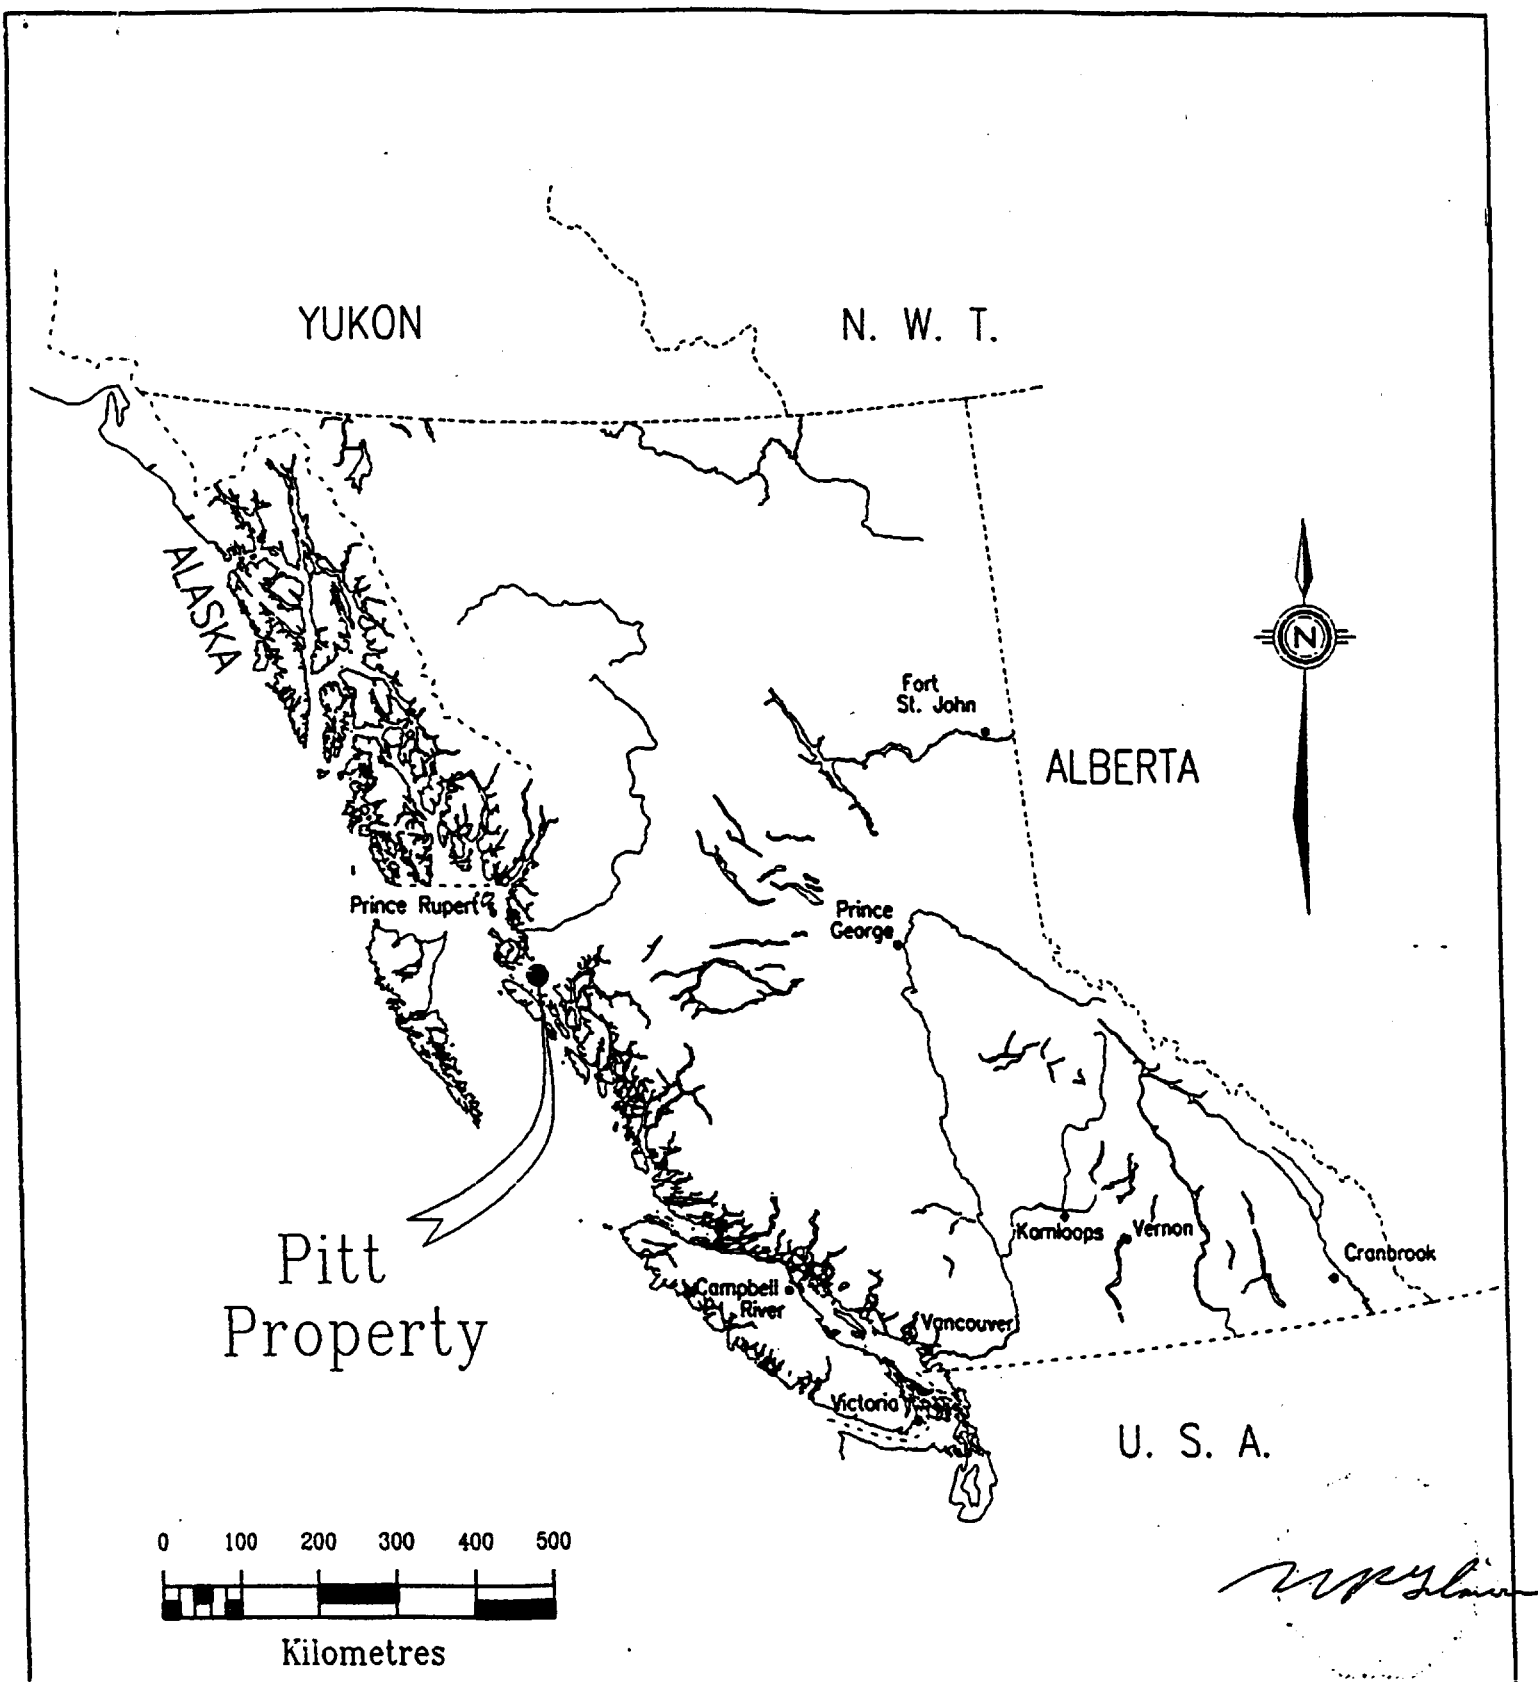 YUKON
N. W. T.
ALASKA
Fort
St. John
ALBERTA
N
Prince Rupert
Prince
George
Kamloops
Vernon
Cranbrook
Pitt
Property
Campbell
River
Vancouver
Victoria
U. S. A.
0 100 200 300 400 500
Kilometres